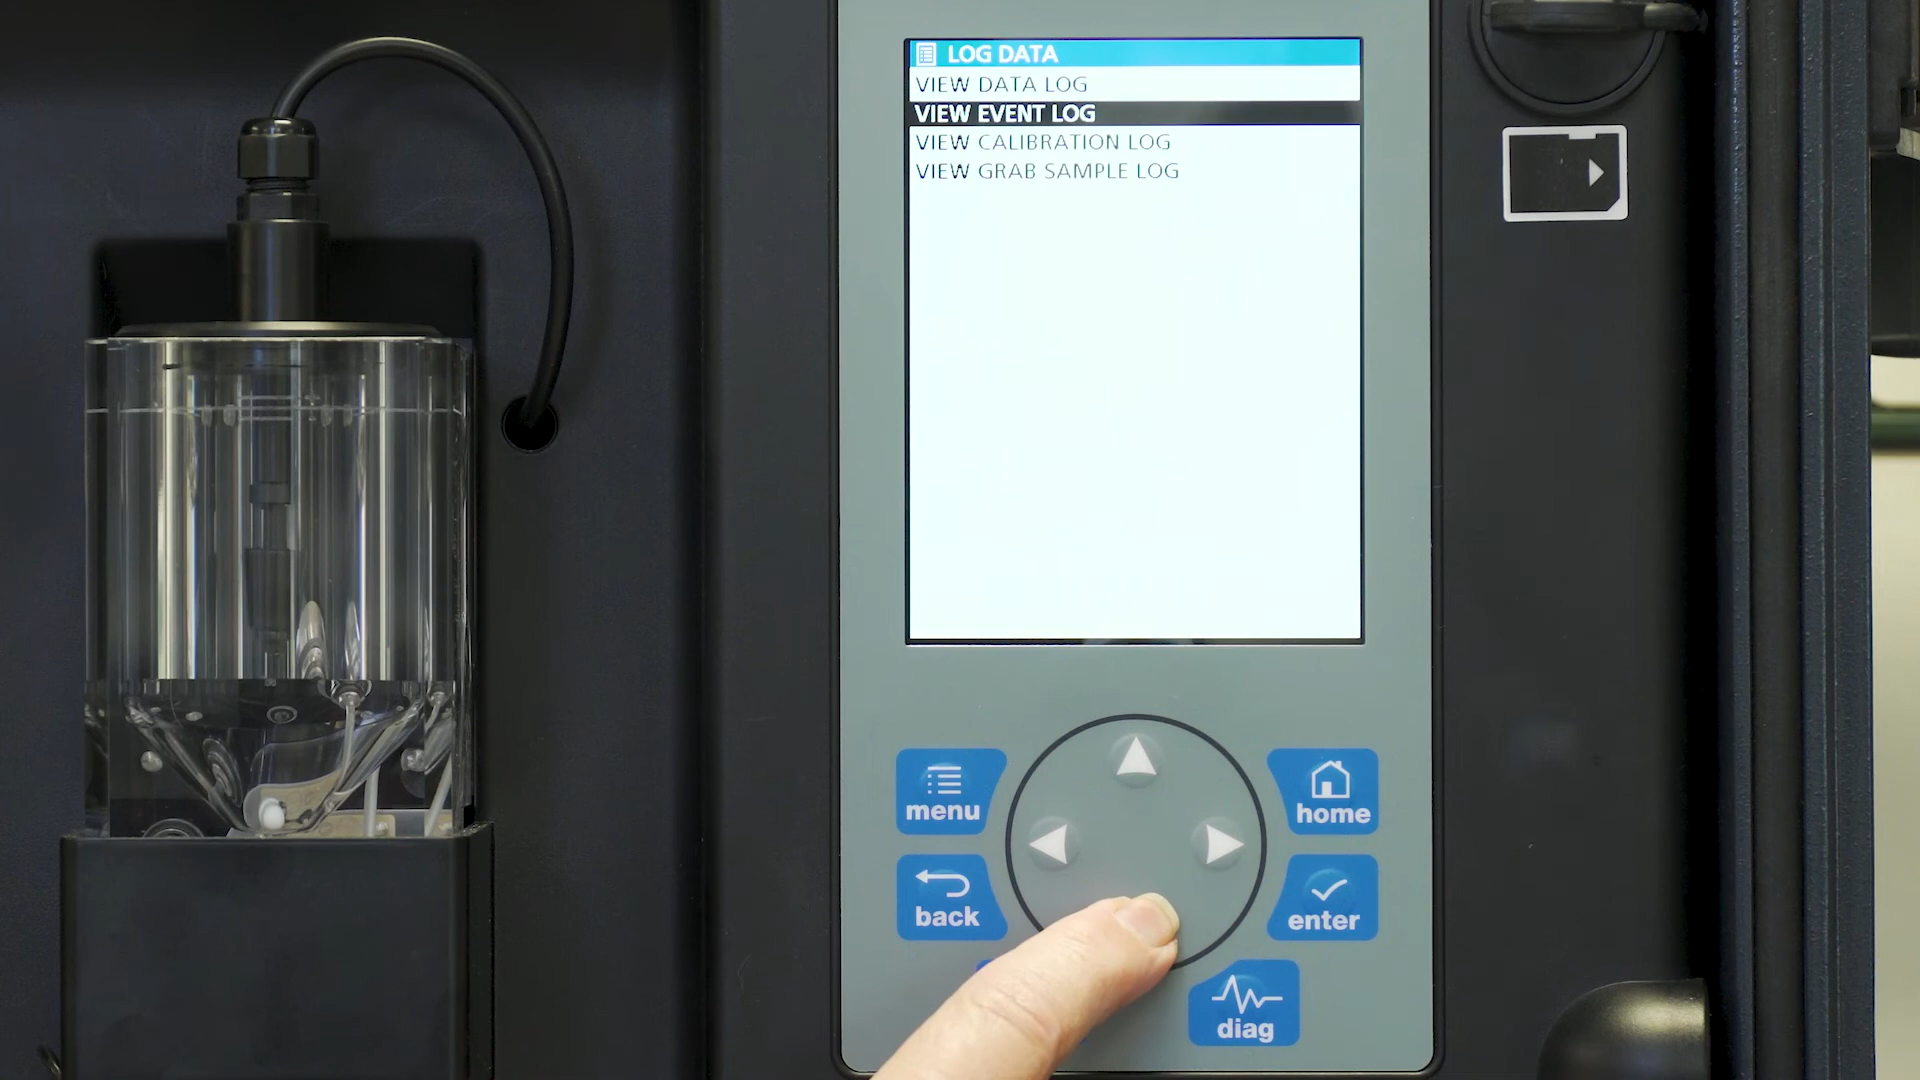 LOG DATA
VIEW DATA LOG
VIEW EVENT LOG
VIEW CALIBRATION LOG
VIEW GRAB SAMPLE LOG
menu
home
back
enter
diag